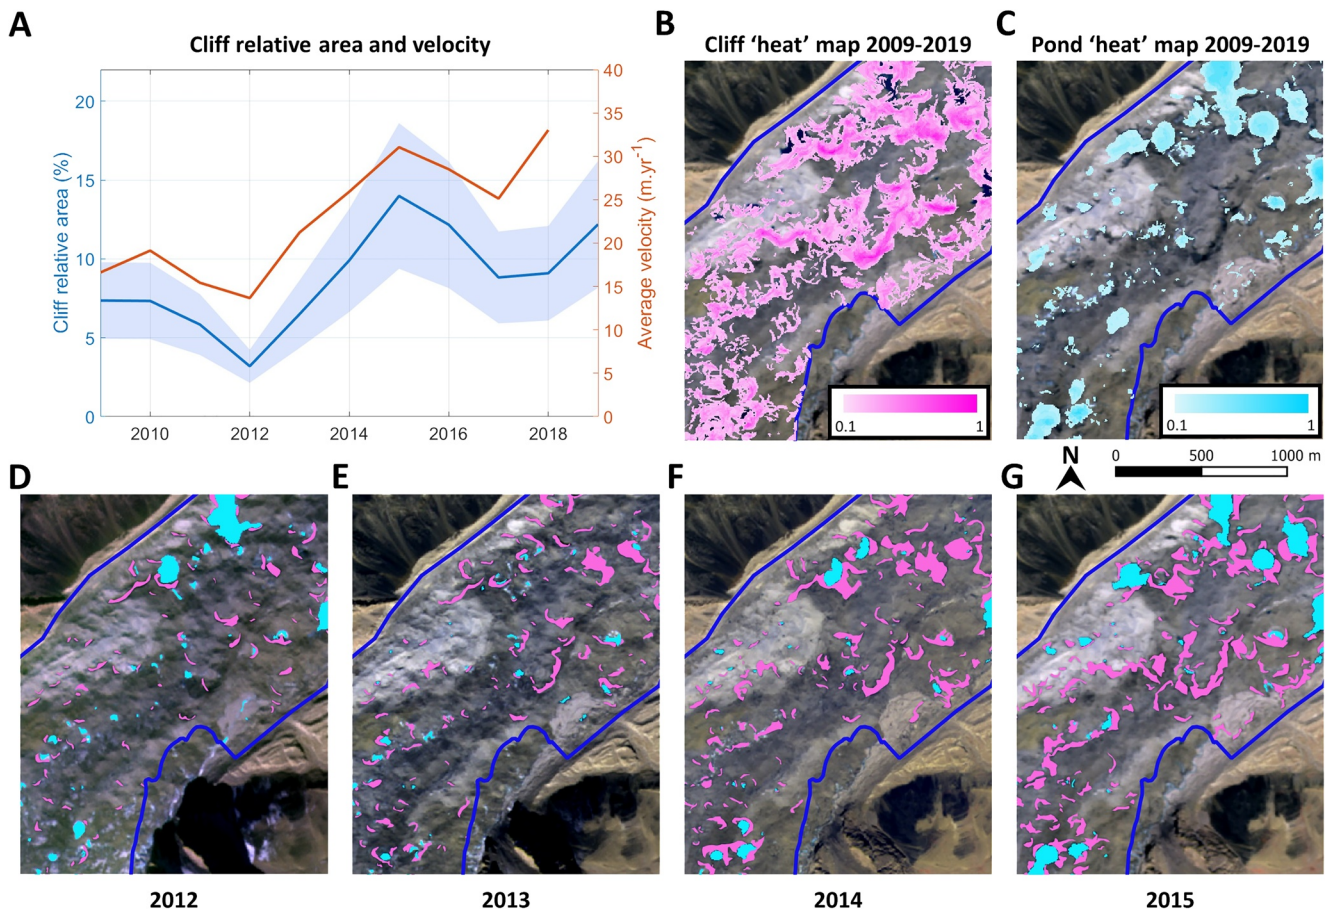 A
Cliff relative area and velocity
Cliff relative area (%)
20
15
10
5
0
2010
2012
2014
2016
2018
40
35
30
25
20
15
10
5
0
Average velocity (m.yr-1)
B
Cliff ‘heat’ map 2009-2019
0.1
1
C
Pond ‘heat’ map 2009-2019
0.1
1
N
0
500
1000 m
D
2012
E
2013
F
2014
G
2015